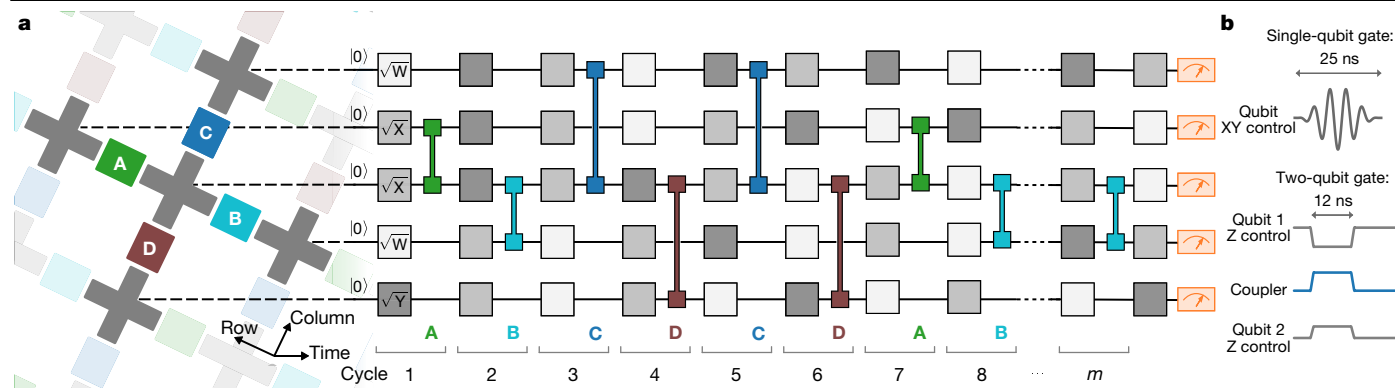 a
b
|0⟩
|0⟩
|0⟩
|0⟩
|0⟩
√W
√X
√X
√W
√Y
C
A
B
D
Row
Column
Time
A B C D C D A B
Cycle 1 2 3 4 5 6 7 8 ... m
Single-qubit gate:
25 ns
Qubit
XY control
Two-qubit gate:
12 ns
Qubit 1
Z control
Coupler
Qubit 2
Z control